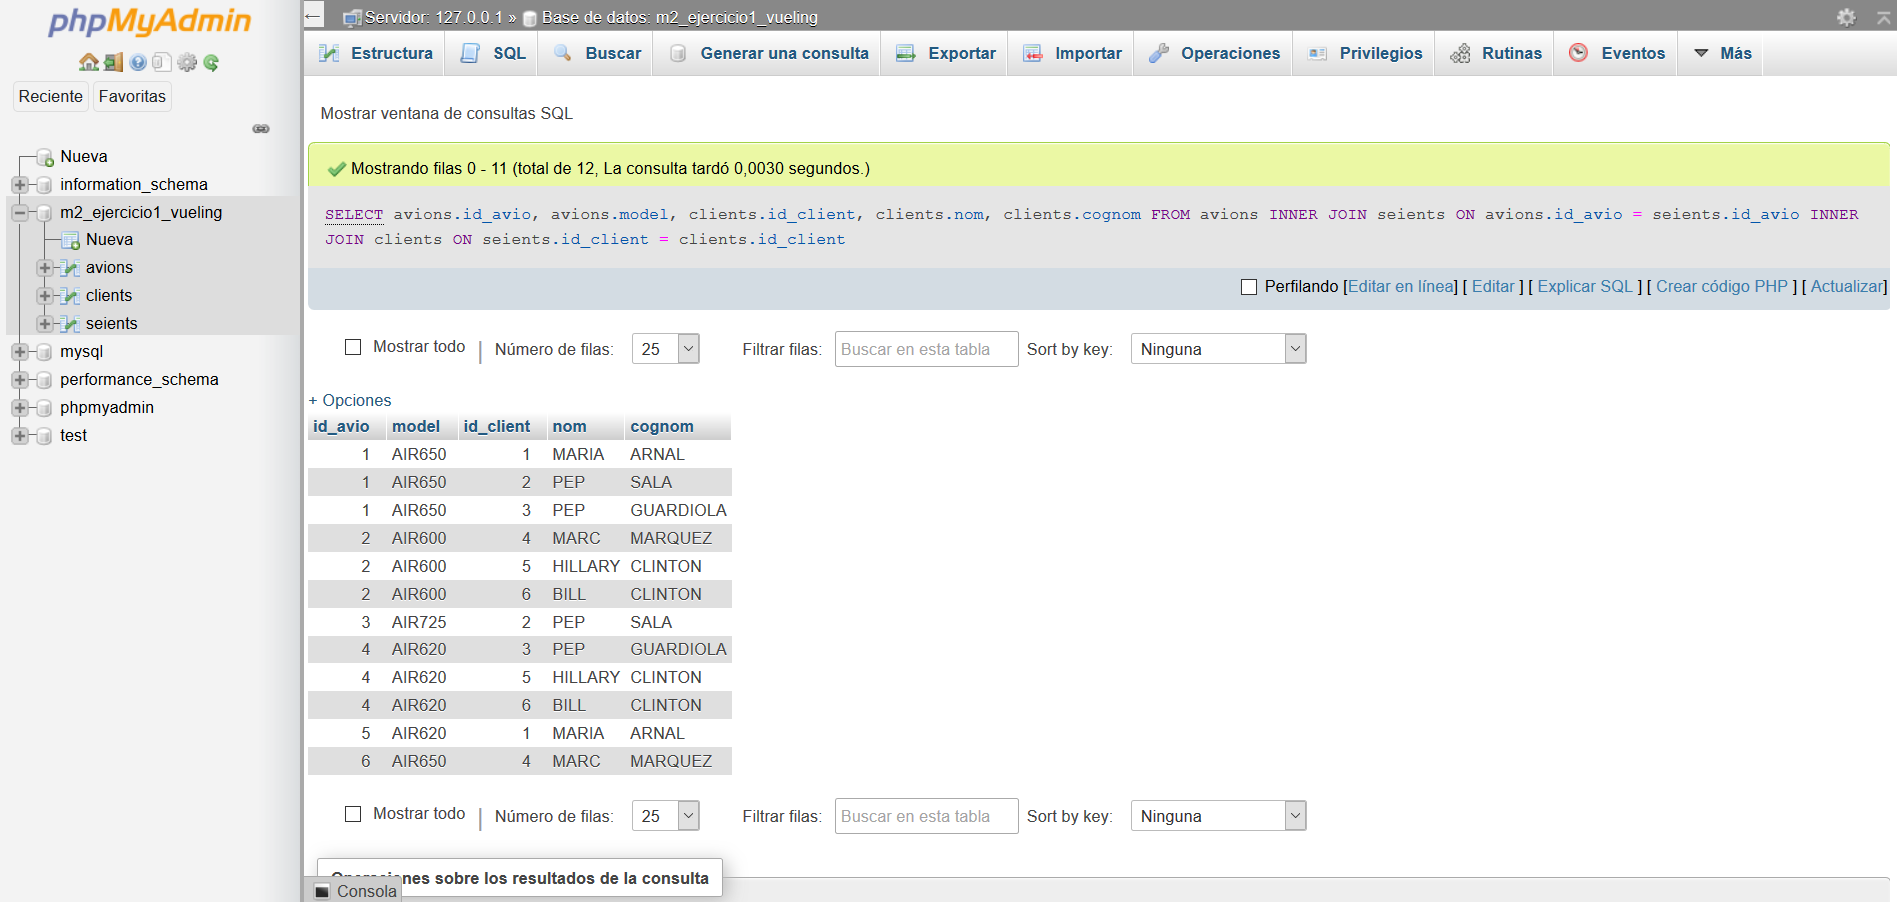 phpMyAdmin
Reciente Favoritas
Nueva
information_schema
m2_ejercicio1_vueling
Nueva
avions
clients
seients
mysql
performance_schema
phpmyadmin
test
Servidor: 127.0.0.1 » Base de datos: m2_ejercicio1_vueling
Estructura SQL Buscar Generar una consulta Exportar Importar Operaciones Privilegios Rutinas Eventos Más
Mostrar ventana de consultas SQL
Mostrando filas 0 - 11 (total de 12, La consulta tardó 0,0030 segundos.)
SELECT avions.id_avio, avions.model, clients.id_client, clients.nom, clients.cognom FROM avions INNER JOIN seients ON avions.id_avio = seients.id_avio INNER
JOIN clients ON seients.id_client = clients.id_client
Perfilando [Editar en línea] [ Editar ] [ Explicar SQL ] [ Crear código PHP ] [ Actualizar]
Mostrar todo | Número de filas: 25 Filtrar filas: Buscar en esta tabla Sort by key: Ninguna
+ Opciones
id_avio model id_client nom cognom
1 AIR650 1 MARIA ARNAL
1 AIR650 2 PEP SALA
1 AIR650 3 PEP GUARDIOLA
2 AIR600 4 MARC MARQUEZ
2 AIR600 5 HILLARY CLINTON
2 AIR600 6 BILL CLINTON
3 AIR725 2 PEP SALA
4 AIR620 3 PEP GUARDIOLA
4 AIR620 5 HILLARY CLINTON
4 AIR620 6 BILL CLINTON
5 AIR620 1 MARIA ARNAL
6 AIR650 4 MARC MARQUEZ
Mostrar todo | Número de filas: 25 Filtrar filas: Buscar en esta tabla Sort by key: Ninguna
Operaciones sobre los resultados de la consulta
Consola